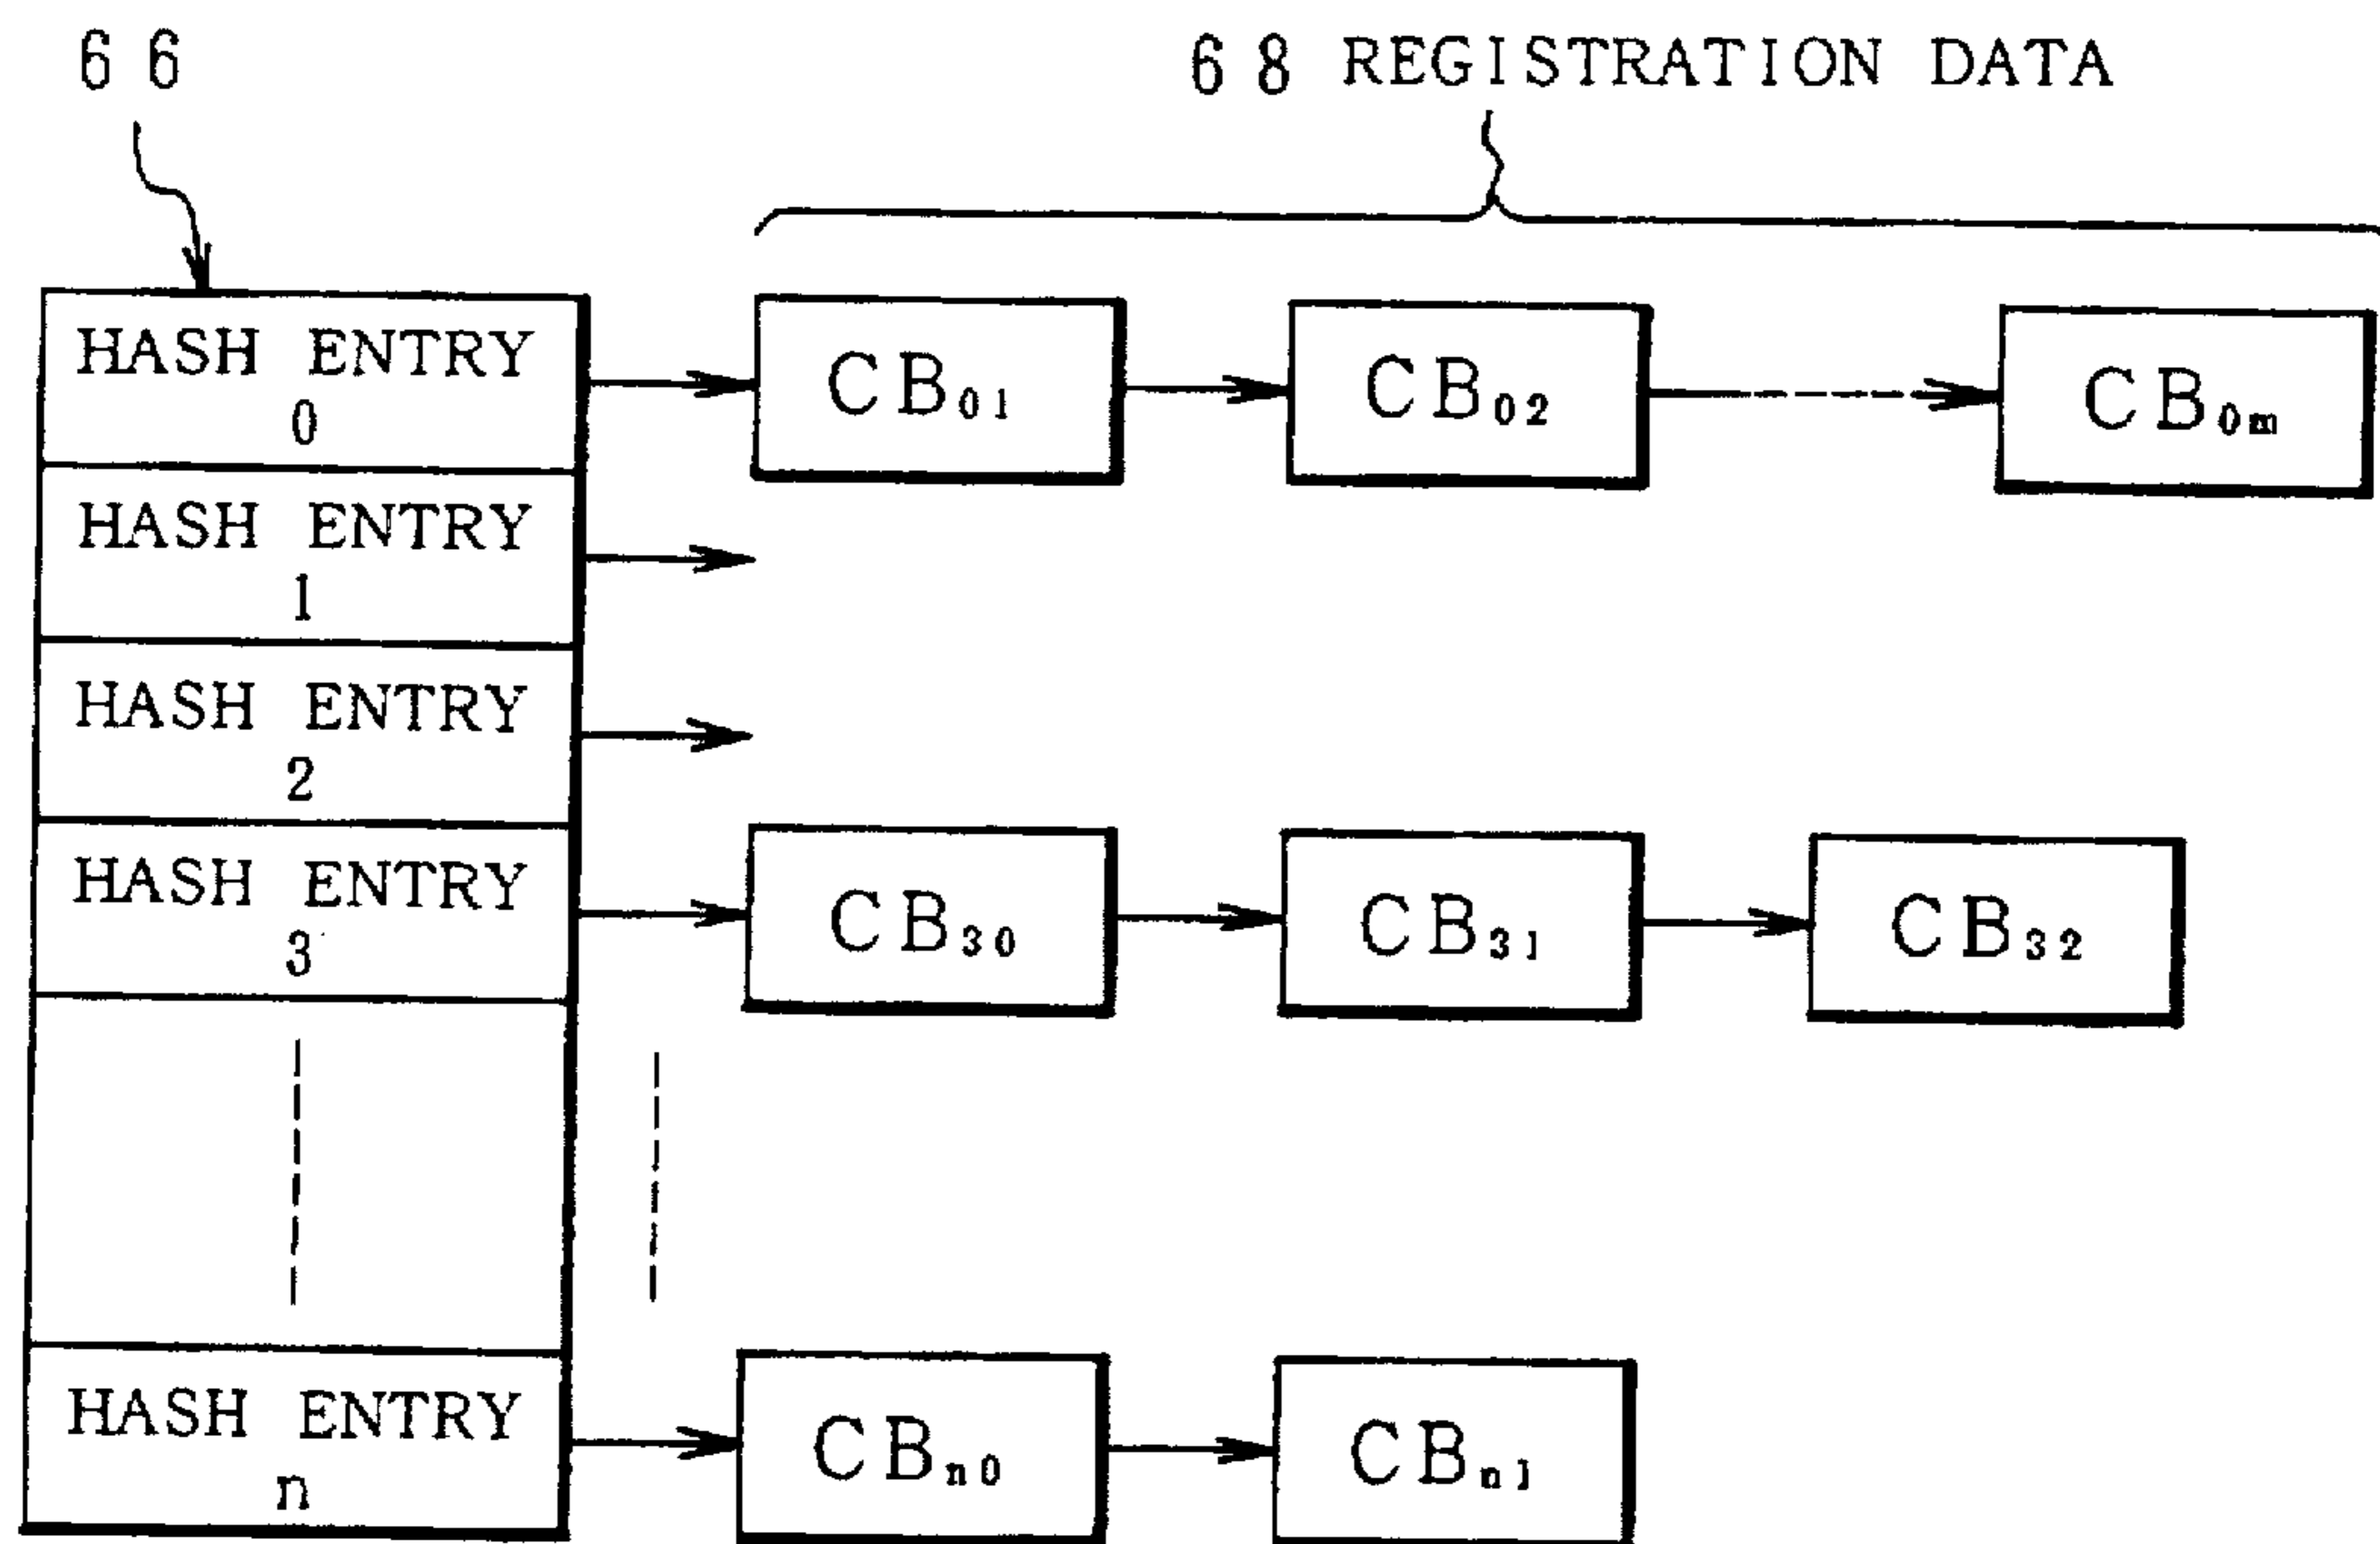 66
68 REGISTRATION DATA
HASH ENTRY
0
CB₀₁
CB₀₂
CB₀ₘ
HASH ENTRY
1
HASH ENTRY
2
HASH ENTRY
3
CB₃₀
CB₃₁
CB₃₂
HASH ENTRY
n
CBₙ₀
CBₙ₁